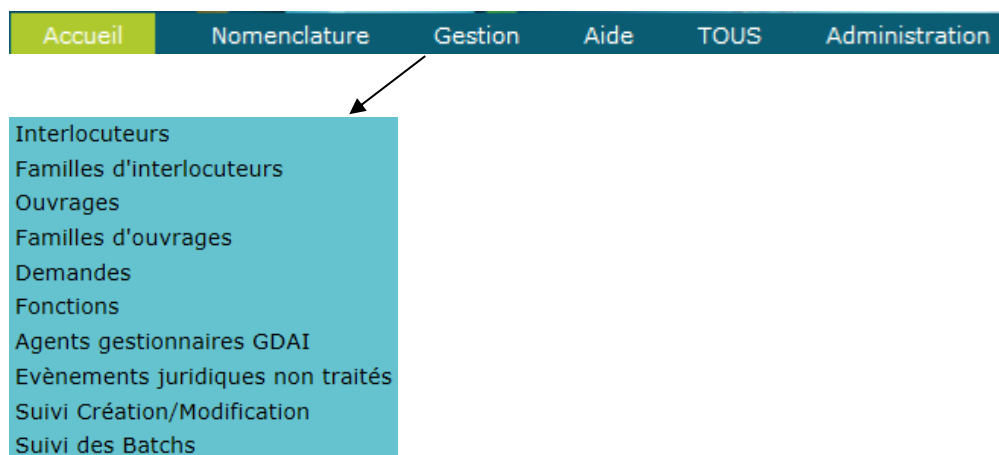 Accueil Nomenclature Gestion Aide TOUS Administration
Interlocuteurs
Familles d'interlocuteurs
Ouvrages
Familles d'ouvrages
Demandes
Fonctions
Agents gestionnaires GDAI
Evènements juridiques non traités
Suivi Création/Modification
Suivi des Batchs